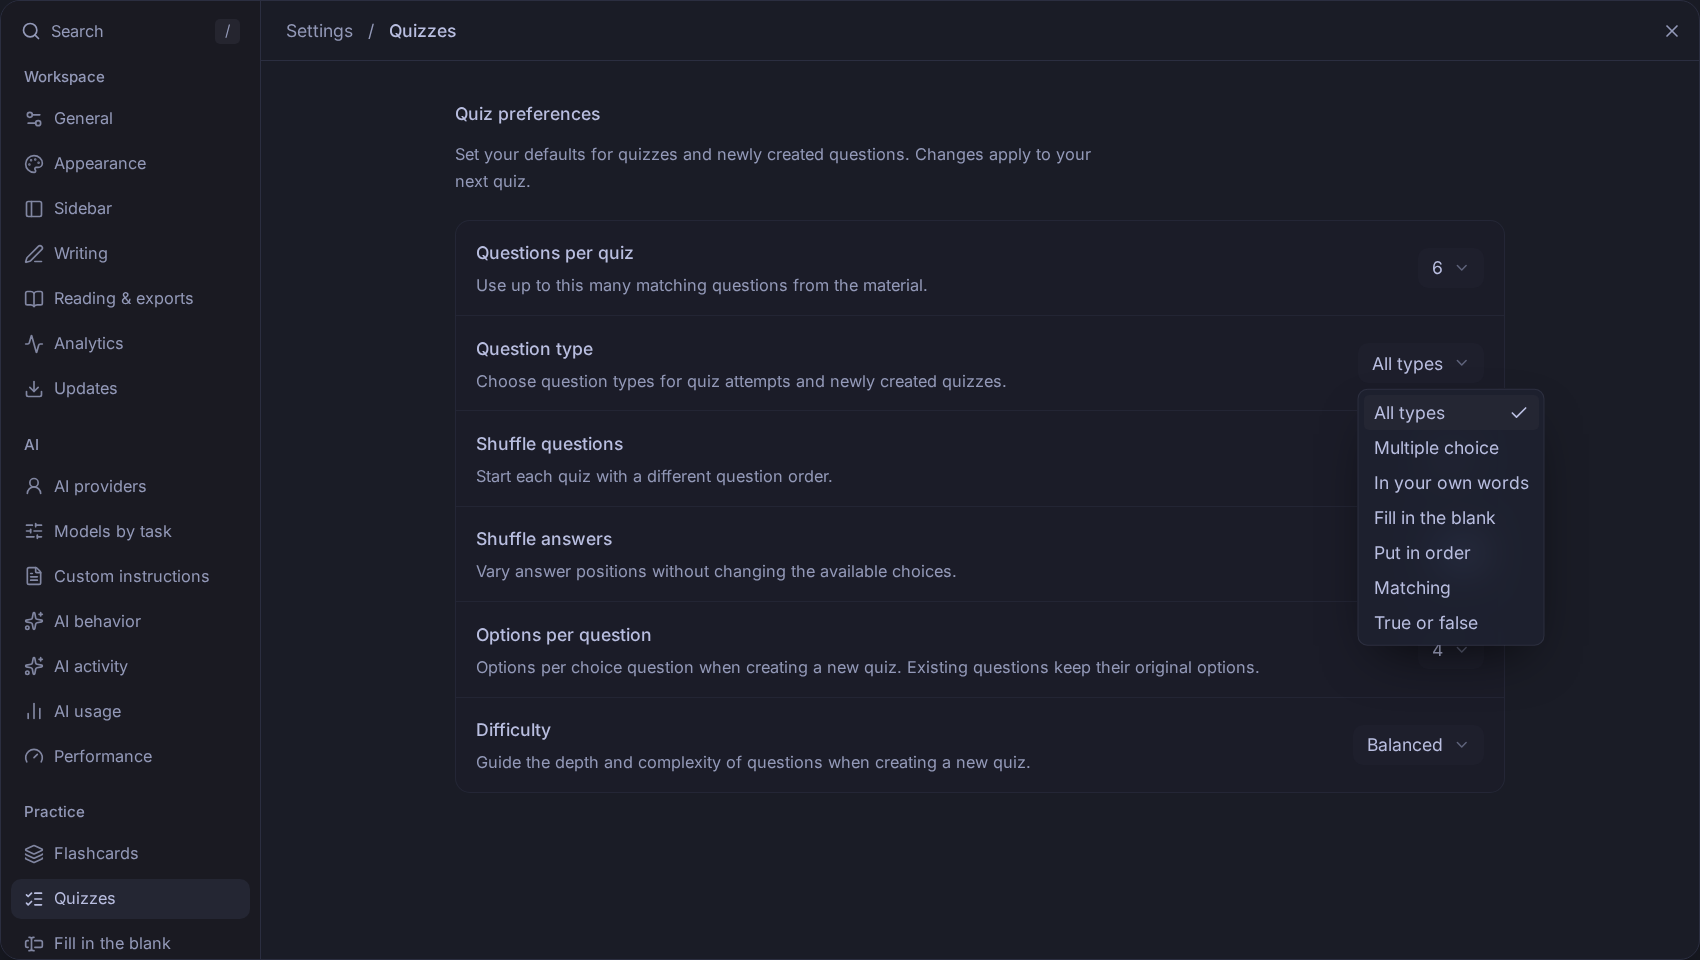 Search
/
Workspace
General
Appearance
Sidebar
Writing
Reading & exports
Analytics
Updates
AI
AI providers
Models by task
Custom instructions
AI behavior
AI activity
AI usage
Performance
Practice
Flashcards
Quizzes
Fill in the blank
Settings / Quizzes
Quiz preferences
Set your defaults for quizzes and newly created questions. Changes apply to your
next quiz.
Questions per quiz
Use up to this many matching questions from the material.
6
Question type
Choose question types for quiz attempts and newly created quizzes.
All types
All types
Multiple choice
In your own words
Fill in the blank
Put in order
Matching
True or false
Shuffle questions
Start each quiz with a different question order.
Shuffle answers
Vary answer positions without changing the available choices.
Options per question
Options per choice question when creating a new quiz. Existing questions keep their original options.
4
Difficulty
Guide the depth and complexity of questions when creating a new quiz.
Balanced